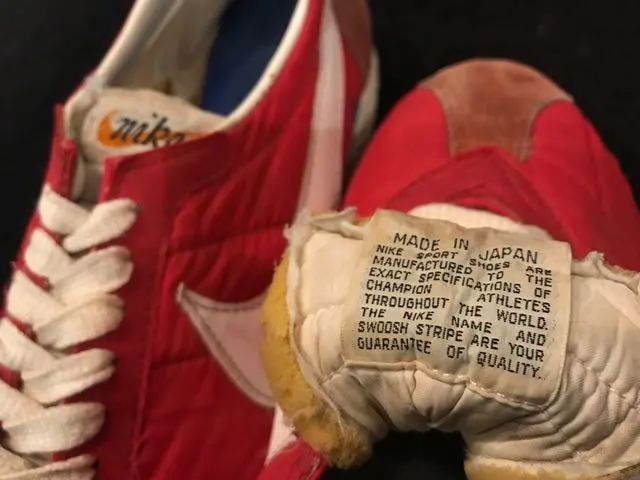 nike
MADE IN JAPAN
NIKE SPORT SHOES ARE
MANUFACTURED TO THE
EXACT SPECIFICATIONS OF
CHAMPION ATHLETES
THROUGHOUT THE WORLD.
THE NIKE NAME AND
SWOOSH STRIPE ARE YOUR
GUARANTEE OF QUALITY.